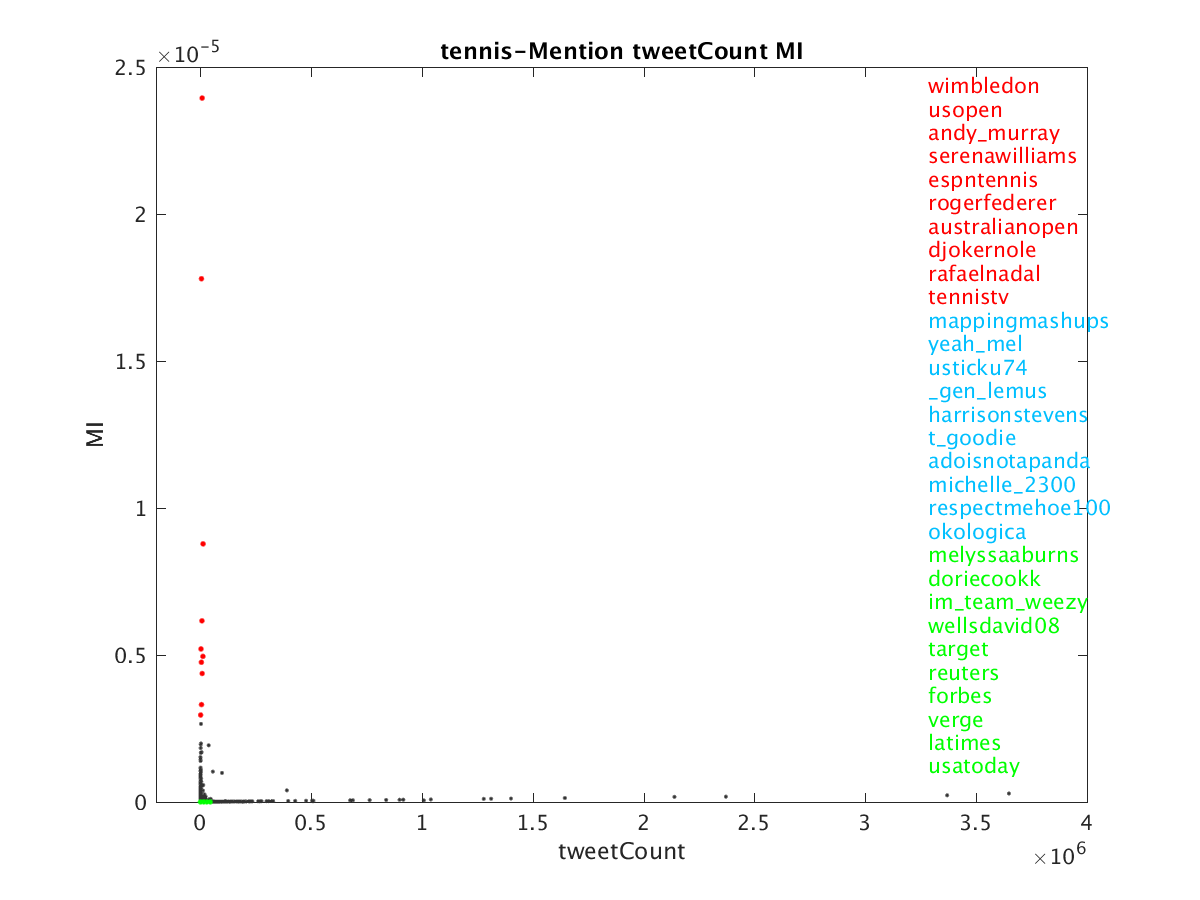 tennis-Mention tweetCount MI
×10⁻⁵
2.5
2
1.5
1
0.5
0
MI
wimbledon
usopen
andy_murray
serenawilliams
espntennis
rogerfederer
australianopen
djokernole
rafaelnadal
tennistv
mappingmashups
yeah_mel
usticku74
_gen_lemus
harrisonstevens
t_goodie
adoisnotapanda
michelle_2300
respectmehoe100
okologica
melyssaaburns
doriecookk
im_team_weezy
wellsdavid08
target
reuters
forbes
verge
latimes
usatoday
0 0.5 1 1.5 2 2.5 3 3.5 4
tweetCount
×10⁶